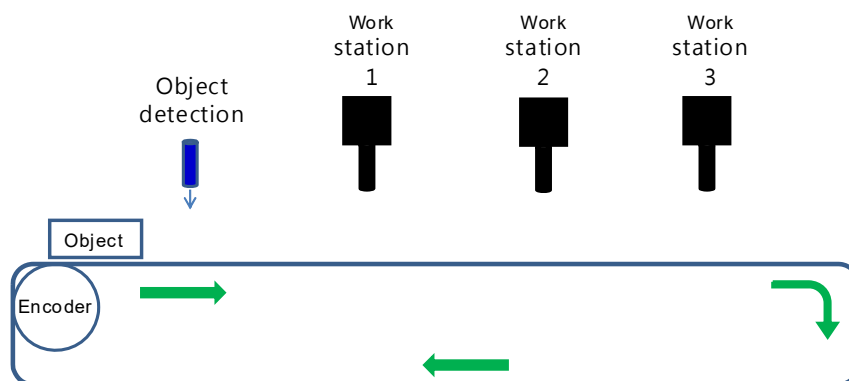 Work
station
1
Work
station
2
Work
station
3
Object
detection
Object
Encoder